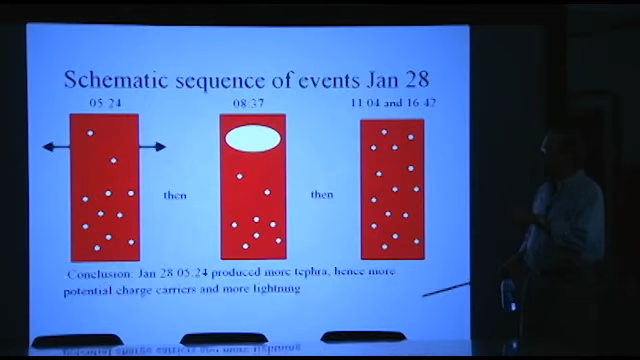 Schematic sequence of events Jan 28
05:24
08:37
11:04 and 16:42
then
then
Conclusion: Jan 28 05:24 produced more tephra, hence more
potential charge carriers and more lightning